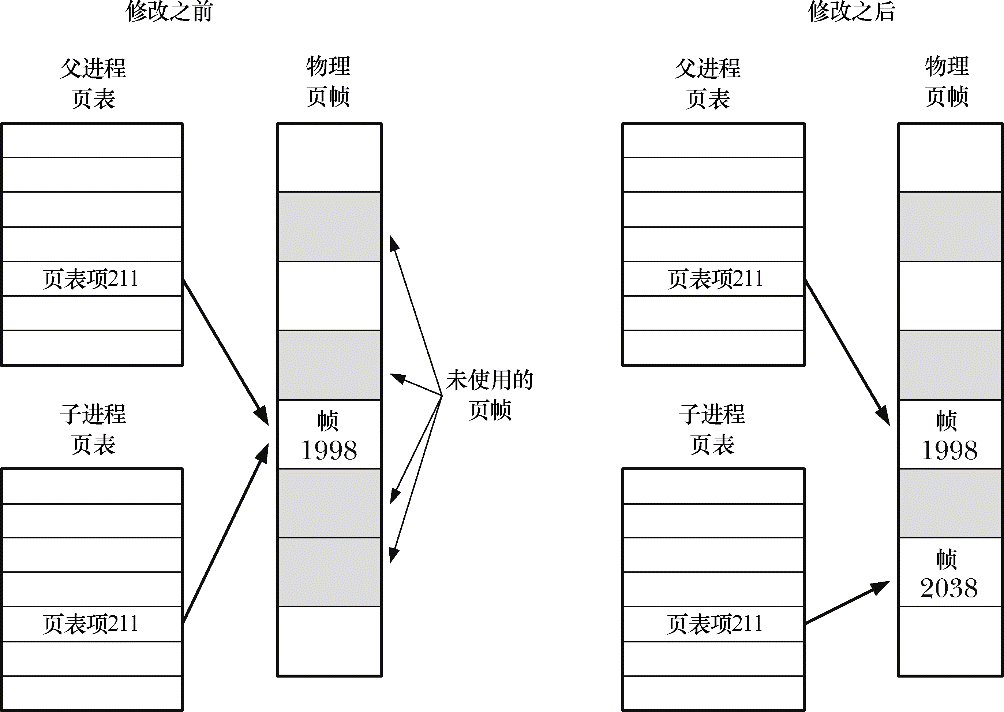 修改之前
父进程
页表
物理
页帧
页表项211
子进程
页表
帧
1998
未使用的
页帧
页表项211
修改之后
父进程
页表
物理
页帧
页表项211
子进程
页表
帧
1998
帧
2038
页表项211